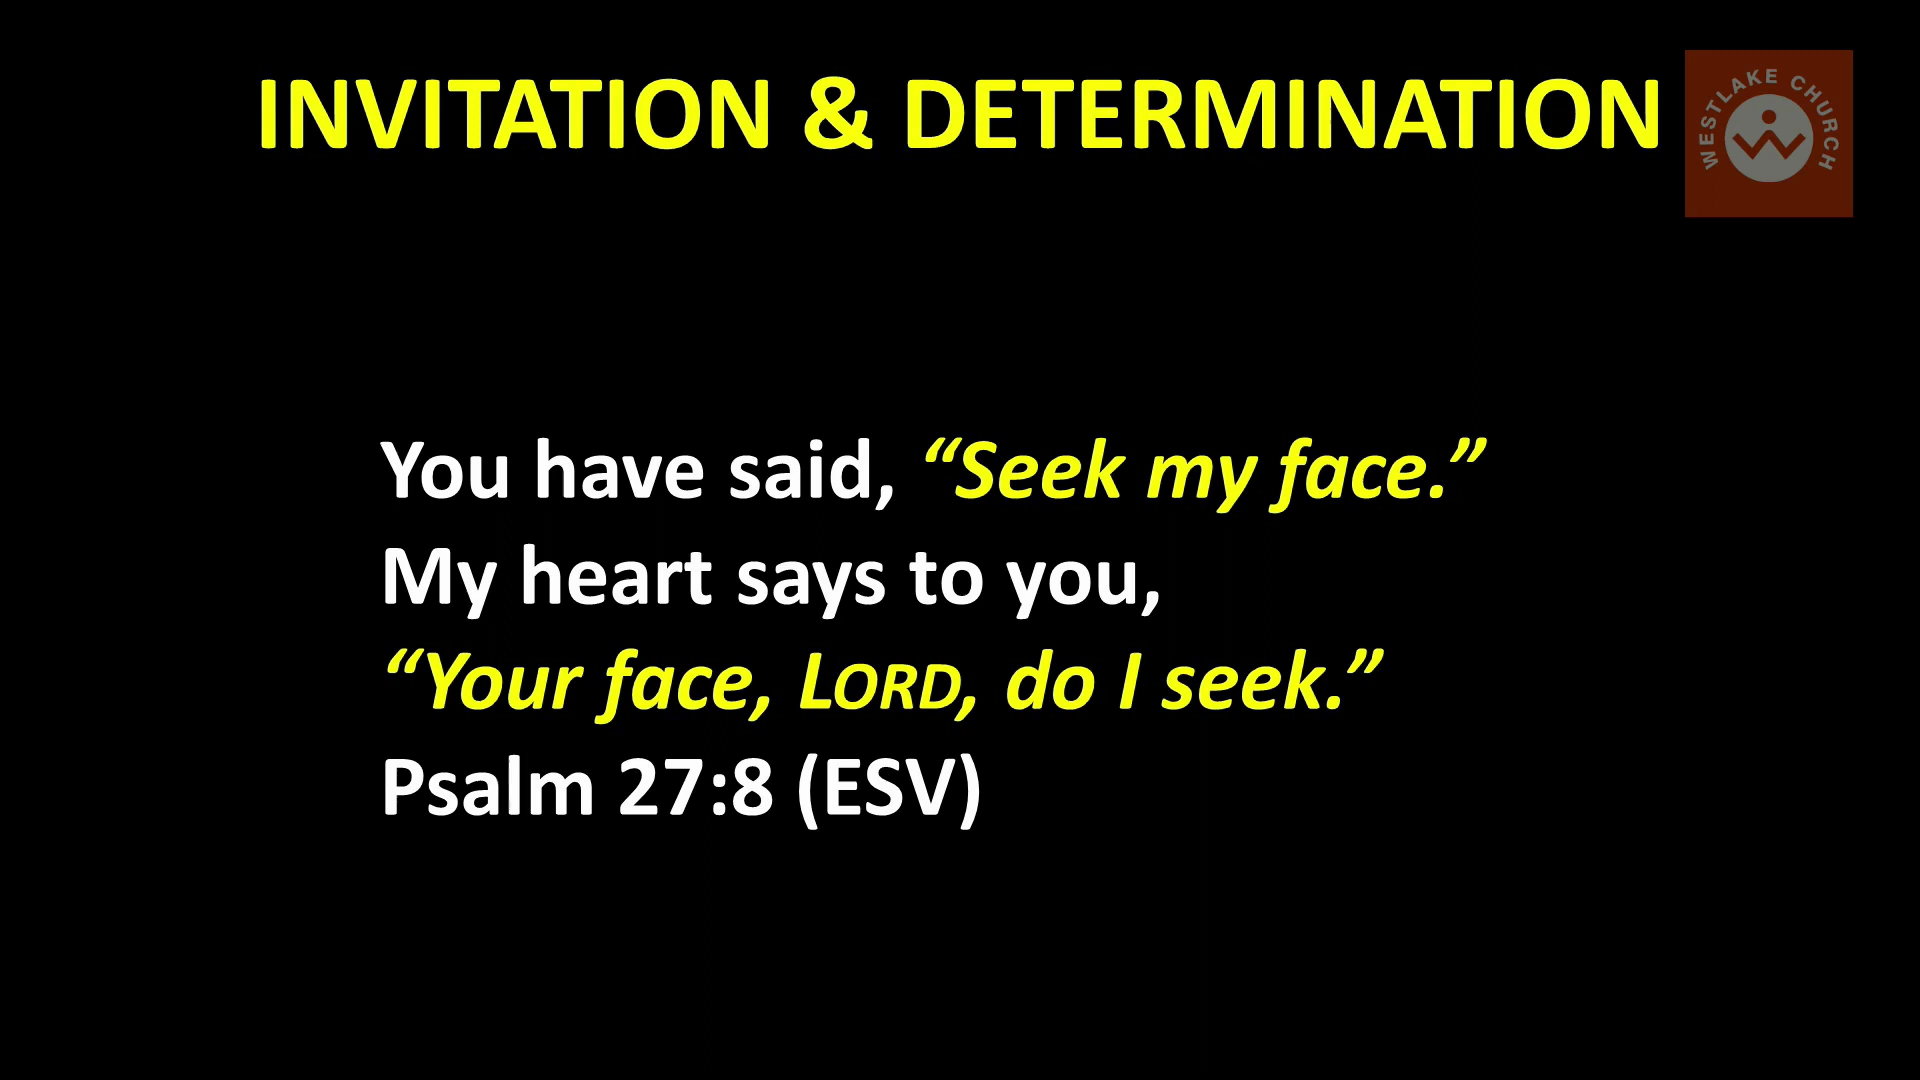 INVITATION & DETERMINATION
WESTLAKE CHURCH
You have said, “Seek my face.”
My heart says to you,
“Your face, LORD, do I seek.”
Psalm 27:8 (ESV)